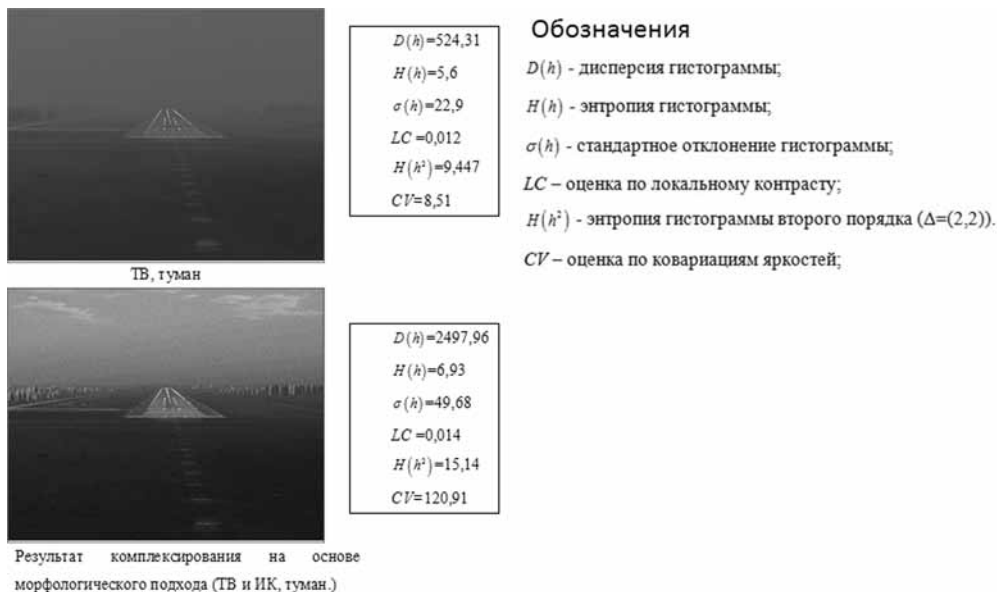 D(h)=524,31
H(h)=5,6
σ(h)=22,9
LC =0,012
H(h²)=9,447
CV=8,51
ТВ, туман
Обозначения
D(h) - дисперсия гистограммы;
H(h) - энтропия гистограммы;
σ(h) - стандартное отклонение гистограммы;
LC – оценка по локальному контрасту;
H(h²) - энтропия гистограммы второго порядка (Δ=(2,2)).
CV – оценка по ковариациям яркостей;
D(h)=2497,96
H(h)=6,93
σ(h)=49,68
LC =0,014
H(h²)=15,14
CV=120,91
Результат комплексирования на основе
морфологического подхода (ТВ и ИК, туман.)